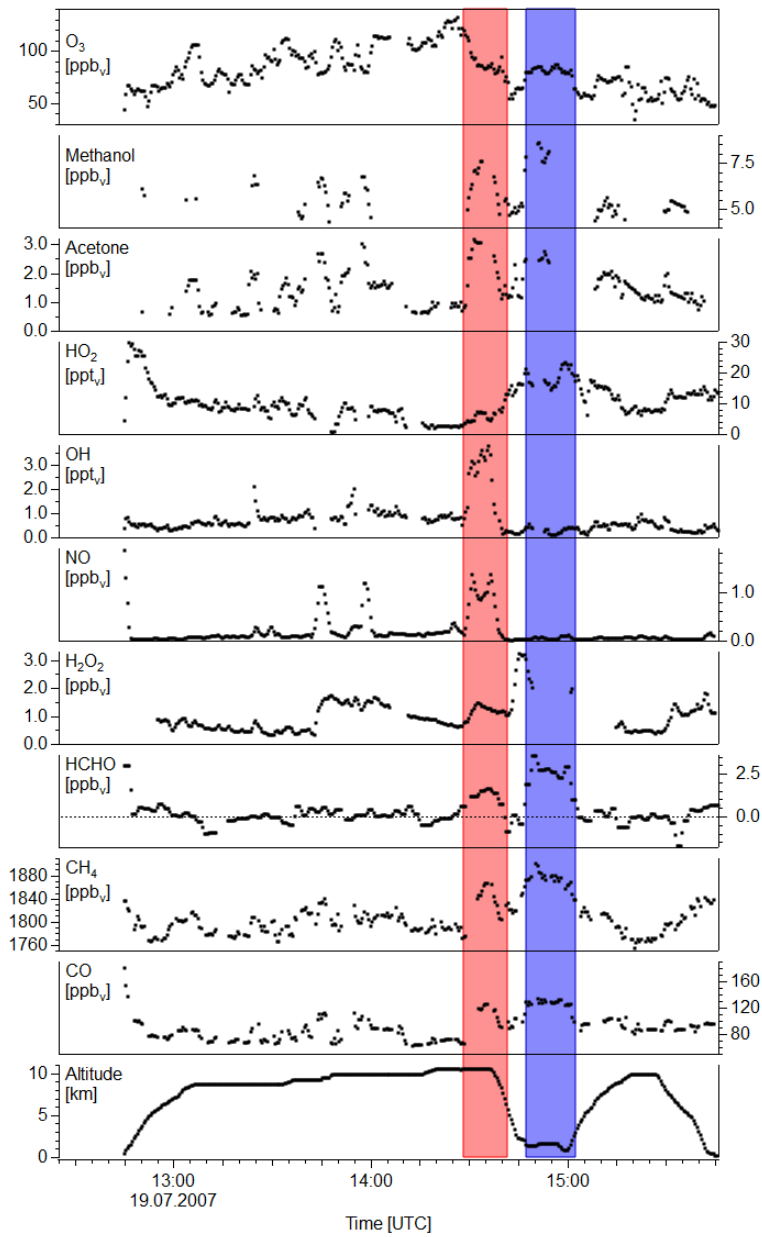 O₃
[ppbᵥ]
100
50
Methanol
[ppbᵥ]
7.5
5.0
3.0
2.0
1.0
0.0
Acetone
[ppbᵥ]
HO₂
[pptᵥ]
30
20
10
0
3.0
2.0
1.0
0.0
OH
[pptᵥ]
NO
[ppbᵥ]
1.0
0.0
3.0
2.0
1.0
0.0
H₂O₂
[ppbᵥ]
HCHO
[ppbᵥ]
2.5
0.0
1880
1840
1800
1760
CH₄
[ppbᵥ]
CO
[ppbᵥ]
160
120
80
10
5
0
Altitude
[km]
13:00 14:00 15:00
19.07.2007
Time [UTC]